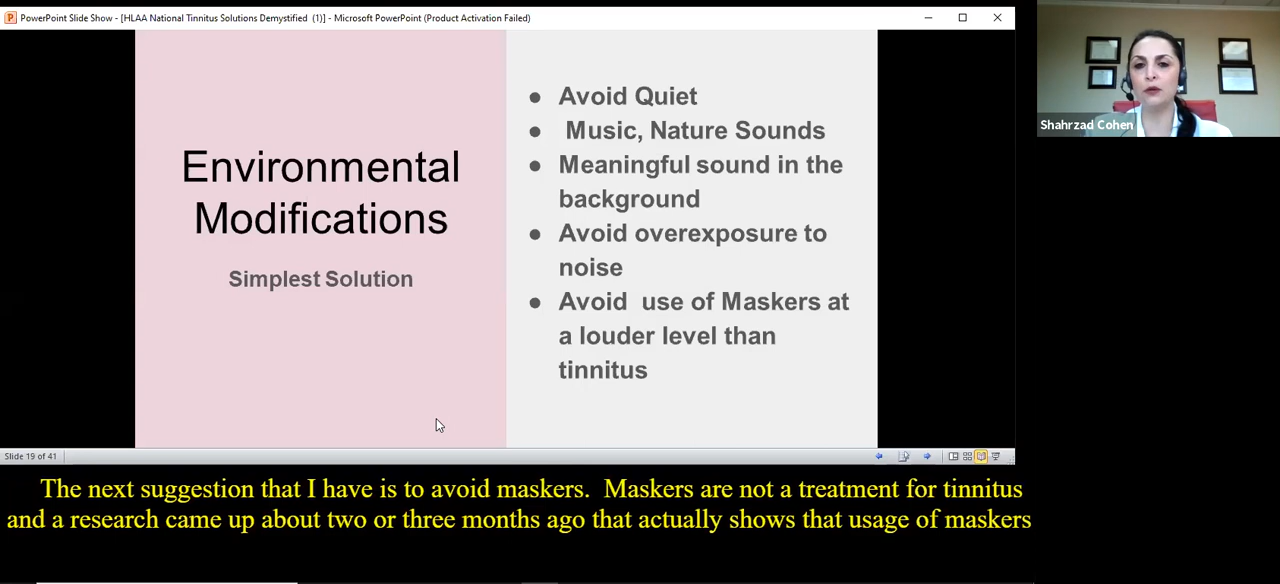 PowerPoint Slide Show - [HLAA National Tinnitus Solutions Demystified (1)] - Microsoft PowerPoint (Product Activation Failed)
Environmental
Modifications
Simplest Solution
● Avoid Quiet
● Music, Nature Sounds
● Meaningful sound in the
background
● Avoid overexposure to
noise
● Avoid use of Maskers at
a louder level than
tinnitus
Shahrzad Cohen
Slide 19 of 41
The next suggestion that I have is to avoid maskers. Maskers are not a treatment for tinnitus
and a research came up about two or three months ago that actually shows that usage of maskers